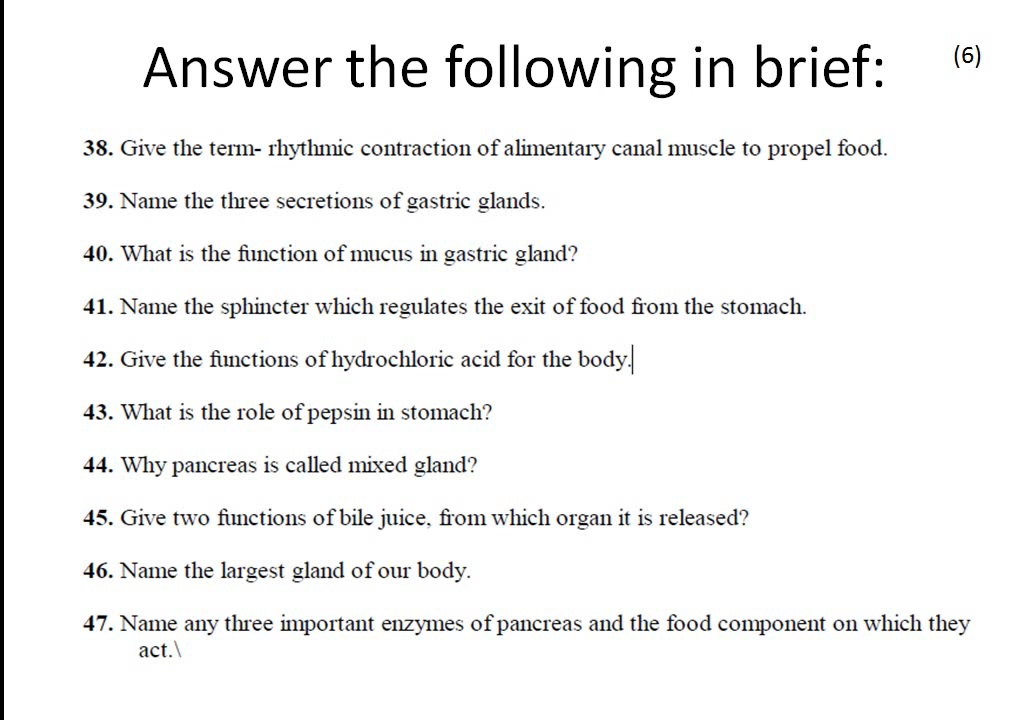 Answer the following in brief: (6)
38. Give the term- rhythmic contraction of alimentary canal muscle to propel food.
39. Name the three secretions of gastric glands.
40. What is the function of mucus in gastric gland?
41. Name the sphincter which regulates the exit of food from the stomach.
42. Give the functions of hydrochloric acid for the body.
43. What is the role of pepsin in stomach?
44. Why pancreas is called mixed gland?
45. Give two functions of bile juice, from which organ it is released?
46. Name the largest gland of our body.
47. Name any three important enzymes of pancreas and the food component on which they
act.\